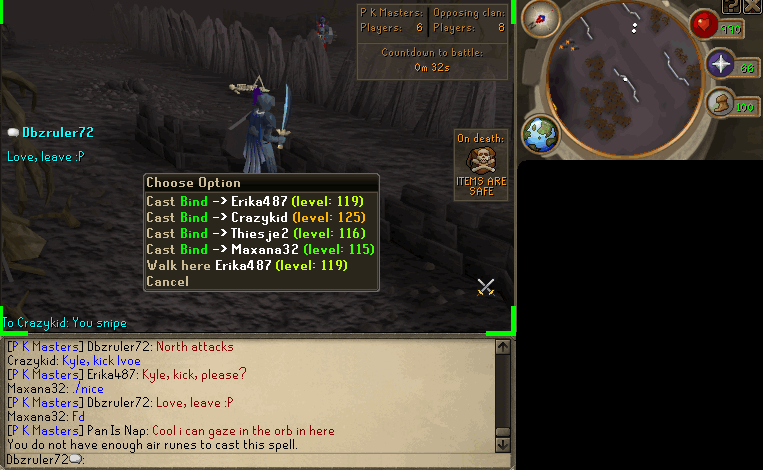 P K Masters: Opposing clan:
Players: 6 Players: 8
Countdown to battle:
0m 32s
990
66
100
Dbzruler72
Love, leave :P
On death:
ITEMS ARE
SAFE
Choose Option
Cast Bind -> Erika487 (level: 119)
Cast Bind -> Crazykid (level: 125)
Cast Bind -> Thiesje2 (level: 116)
Cast Bind -> Maxana32 (level: 115)
Walk here Erika487 (level: 119)
Cancel
To Crazykid: You snipe
[P K Masters] Dbzruler72: North attacks
Crazykid: Kyle, kick lvoe
[P K Masters] Erika487: Kyle, kick, please?
Maxana32: ./nice
[P K Masters] Dbzruler72: Love, leave :P
Maxana32: Fd
[P K Masters] Pan Is Nap: Cool i can gaze in the orb in here
You do not have enough air runes to cast this spell.
Dbzruler72: